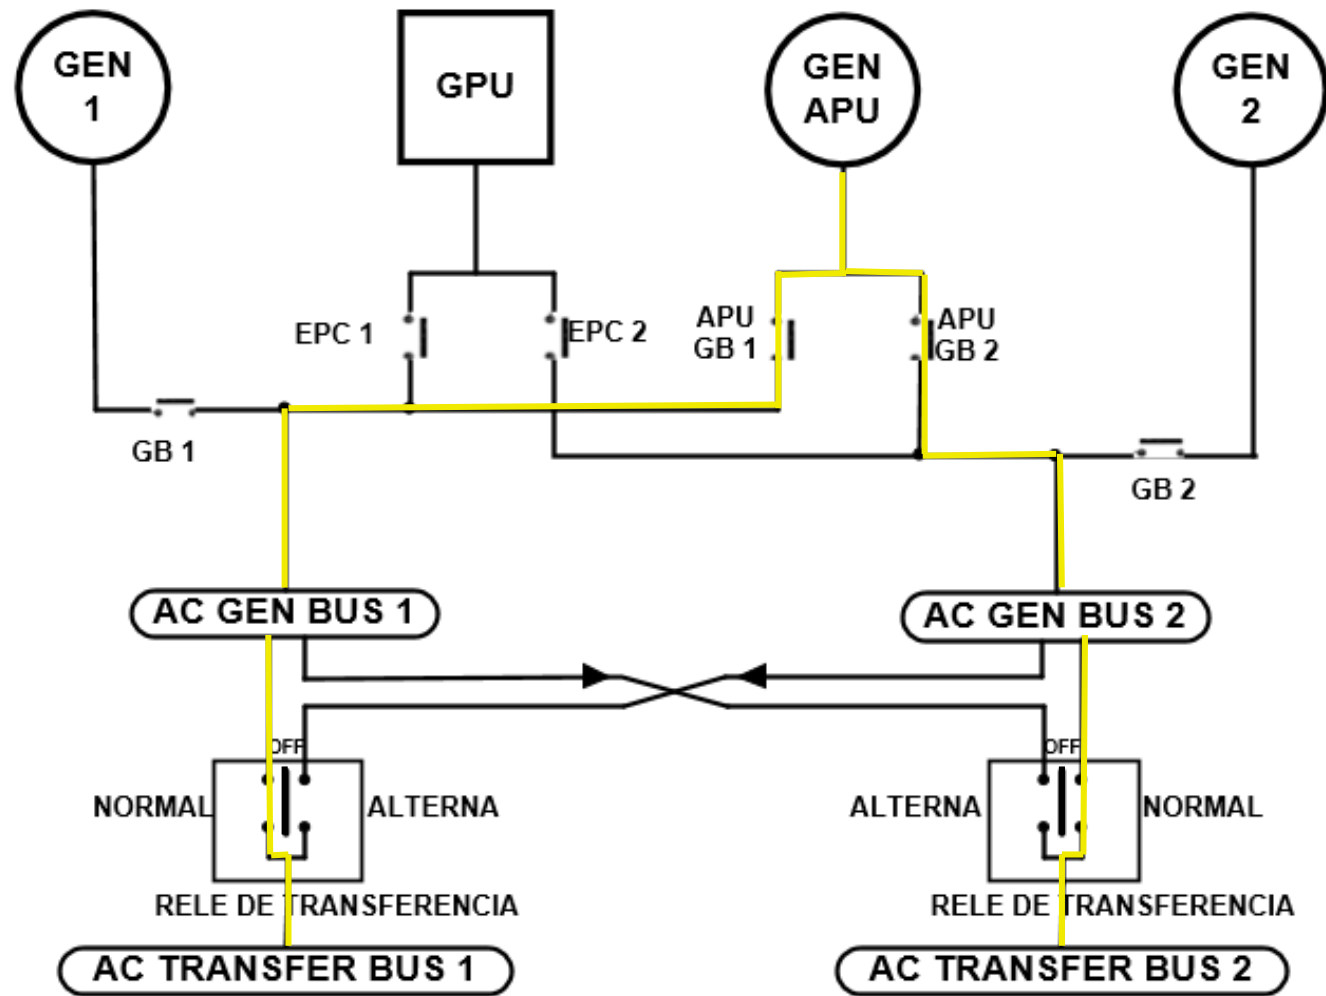 GEN
1
GPU
GEN
APU
GEN
2
EPC 1
EPC 2
APU
GB 1
APU
GB 2
GB 1
GB 2
AC GEN BUS 1
AC GEN BUS 2
OFF
NORMAL
ALTERNA
RELE DE TRANSFERENCIA
OFF
ALTERNA
NORMAL
RELE DE TRANSFERENCIA
AC TRANSFER BUS 1
AC TRANSFER BUS 2